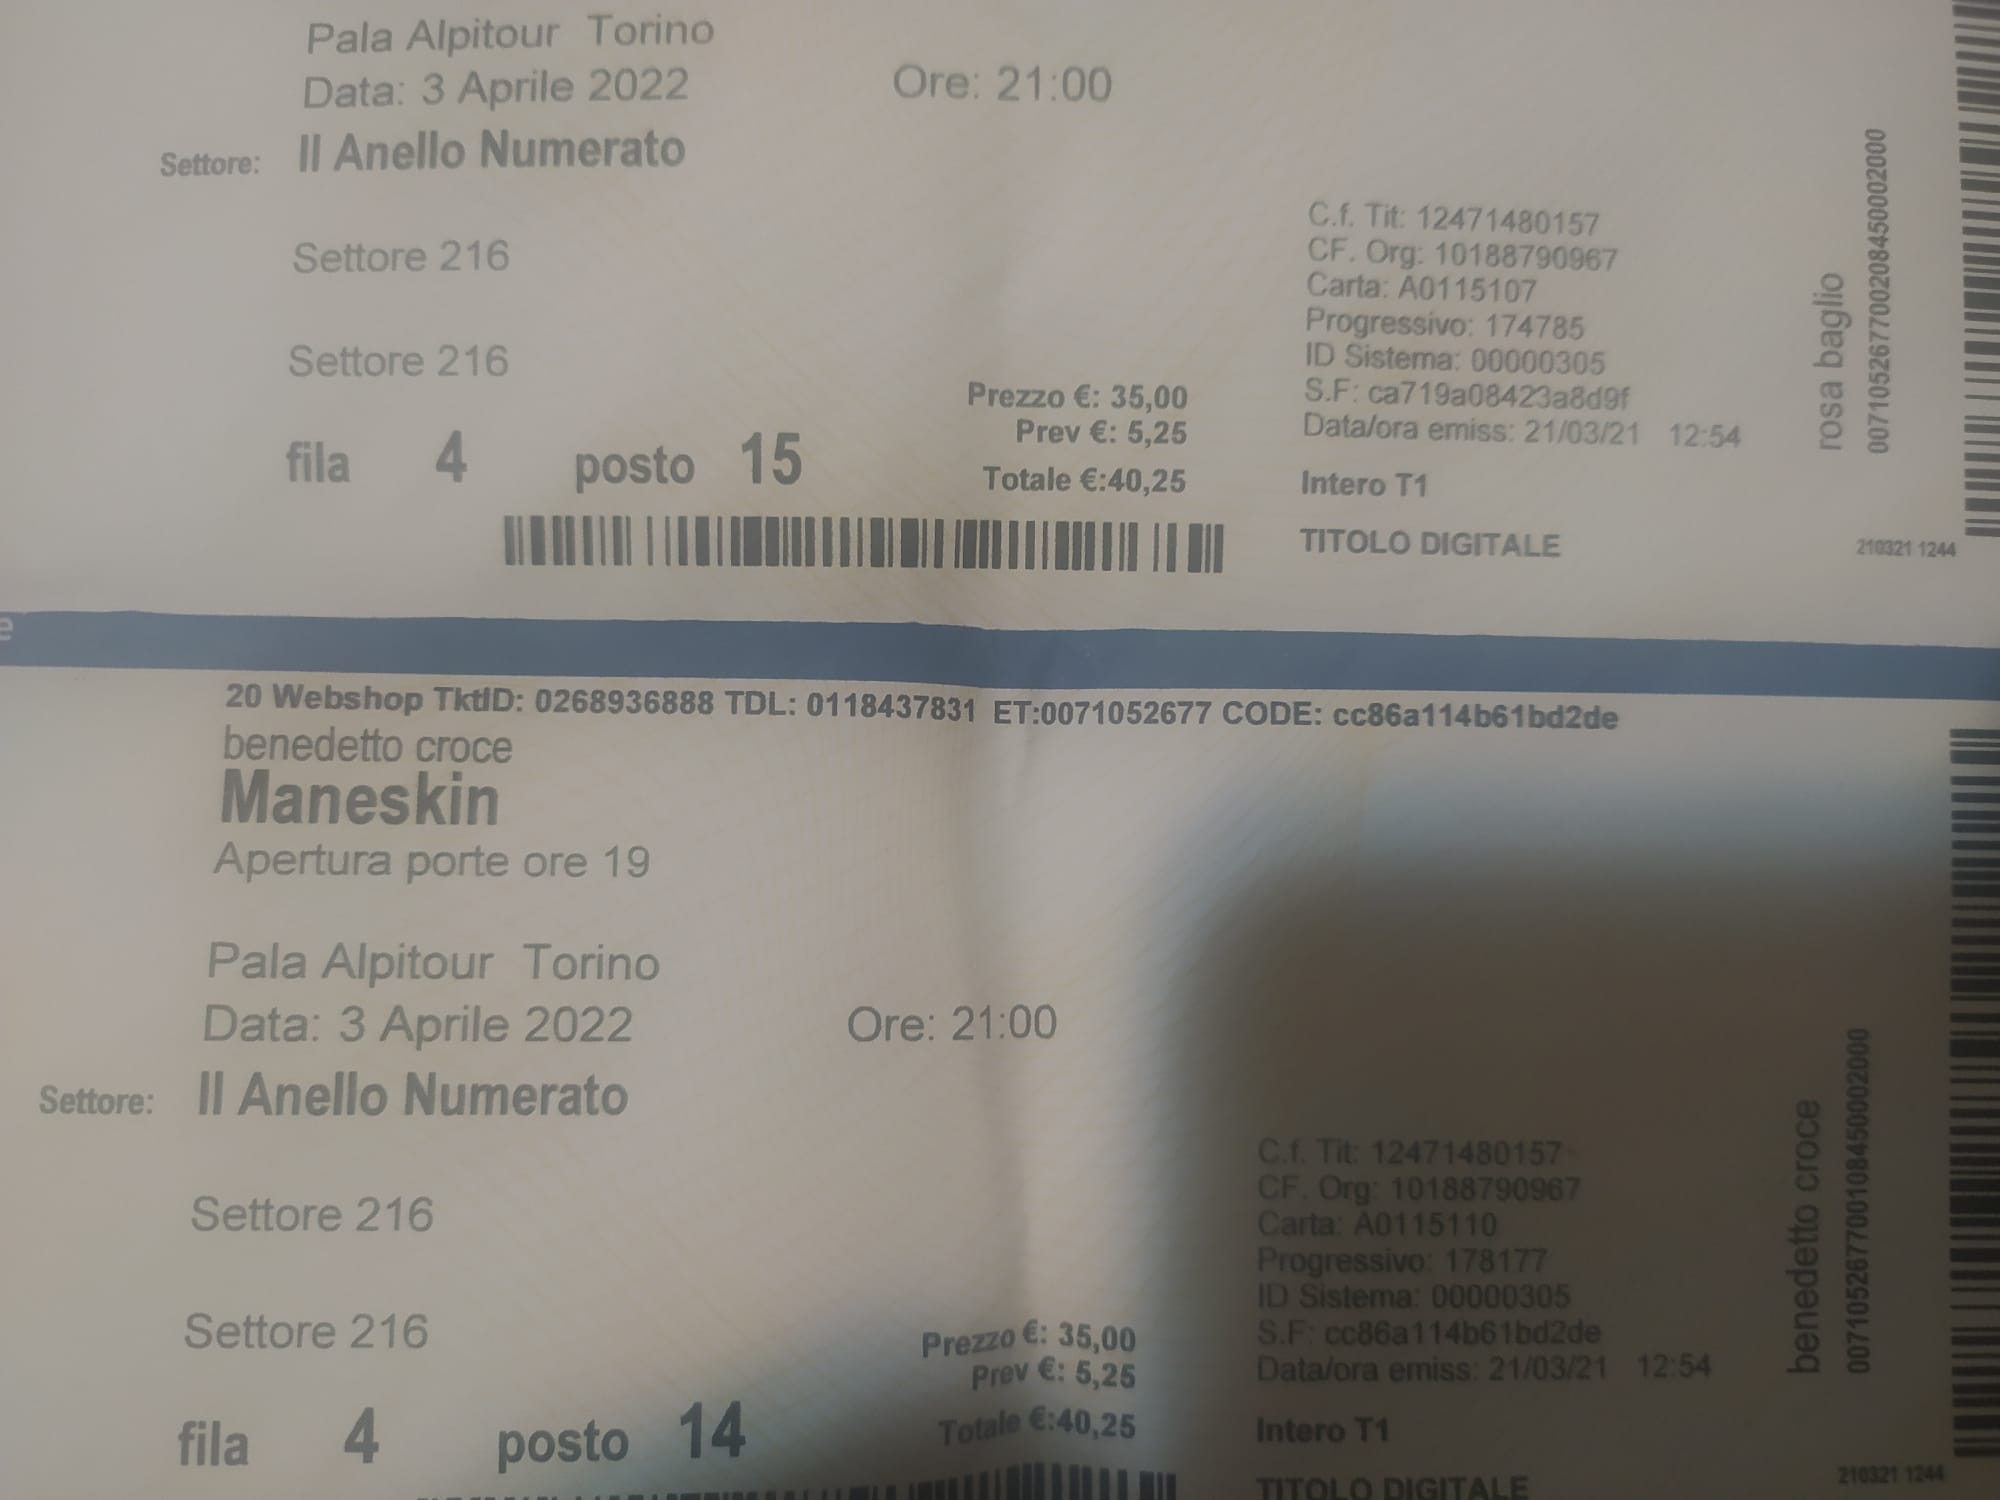 Pala Alpitour Torino
Data: 3 Aprile 2022 Ore: 21:00
Settore: II Anello Numerato
Settore 216
Settore 216
fila 4 posto 15
Prezzo €: 35,00
Prev €: 5,25
Totale €:40,25
C.f. Tit: 12471480157
CF. Org: 10188790967
Carta: A0115107
Progressivo: 174785
ID Sistema: 00000305
S.F: ca719a08423a8d9f
Data/ora emiss: 21/03/21 12:54
Intero T1
TITOLO DIGITALE
rosa baglio
007105267700208450002000
210321 1244
e
20 Webshop TktID: 0268936888 TDL: 0118437831 ET:0071052677 CODE: cc86a114b61bd2de
benedetto croce
Maneskin
Apertura porte ore 19
Pala Alpitour Torino
Data: 3 Aprile 2022 Ore: 21:00
Settore: II Anello Numerato
Settore 216
Settore 216
fila 4 posto 14
Prezzo €: 35,00
Prev €: 5,25
Totale €:40,25
C.f. Tit: 12471480157
CF. Org: 10188790967
Carta: A0115110
Progressivo: 178177
ID Sistema: 00000305
S.F: cc86a114b61bd2de
Data/ora emiss: 21/03/21 12:54
Intero T1
TITOLO DIGITALE
benedetto croce
007105267700108450002000
210321 1244